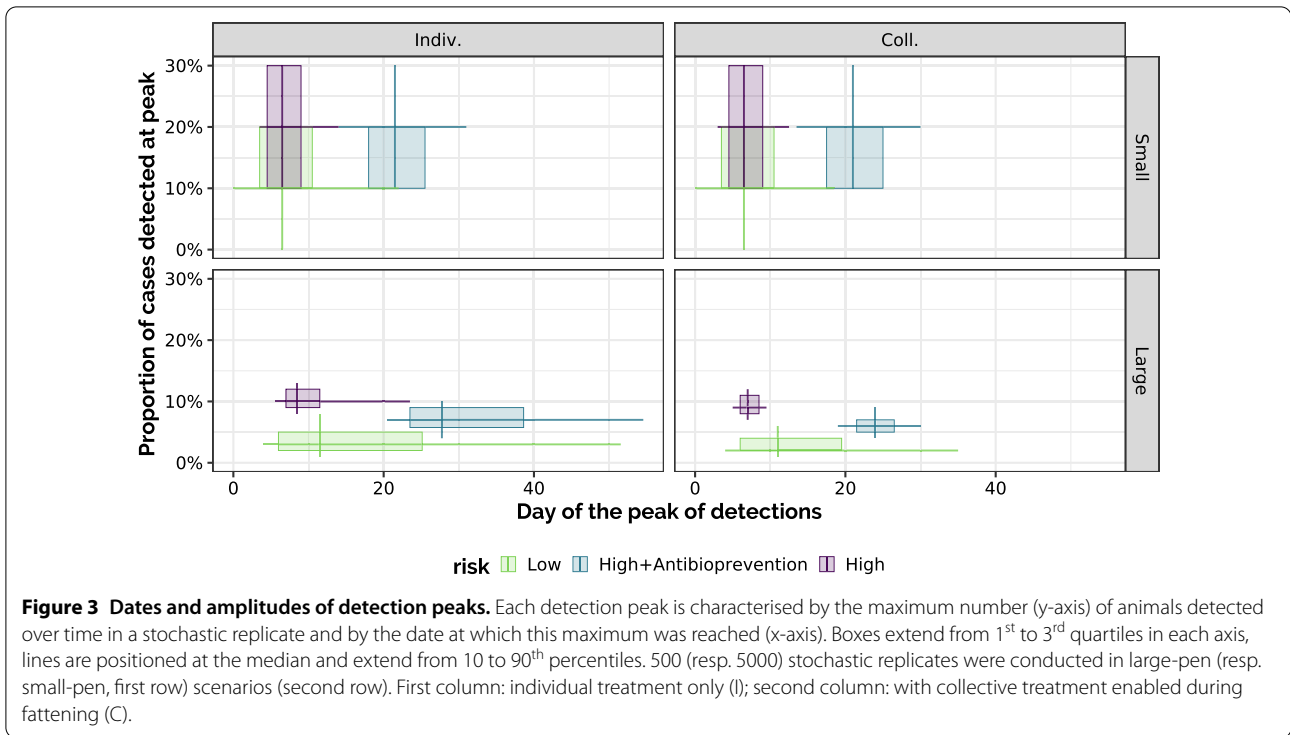 Indiv.
Coll.
Proportion of cases detected at peak
30%
20%
10%
0%
Small
30%
20%
10%
0%
Large
0
20
40
0
20
40
Day of the peak of detections
risk Low High+Antibioprevention High
Figure 3 Dates and amplitudes of detection peaks. Each detection peak is characterised by the maximum number (y-axis) of animals detected
over time in a stochastic replicate and by the date at which this maximum was reached (x-axis). Boxes extend from 1st to 3rd quartiles in each axis,
lines are positioned at the median and extend from 10 to 90th percentiles. 500 (resp. 5000) stochastic replicates were conducted in large-pen (resp.
small-pen, first row) scenarios (second row). First column: individual treatment only (I); second column: with collective treatment enabled during
fattening (C).